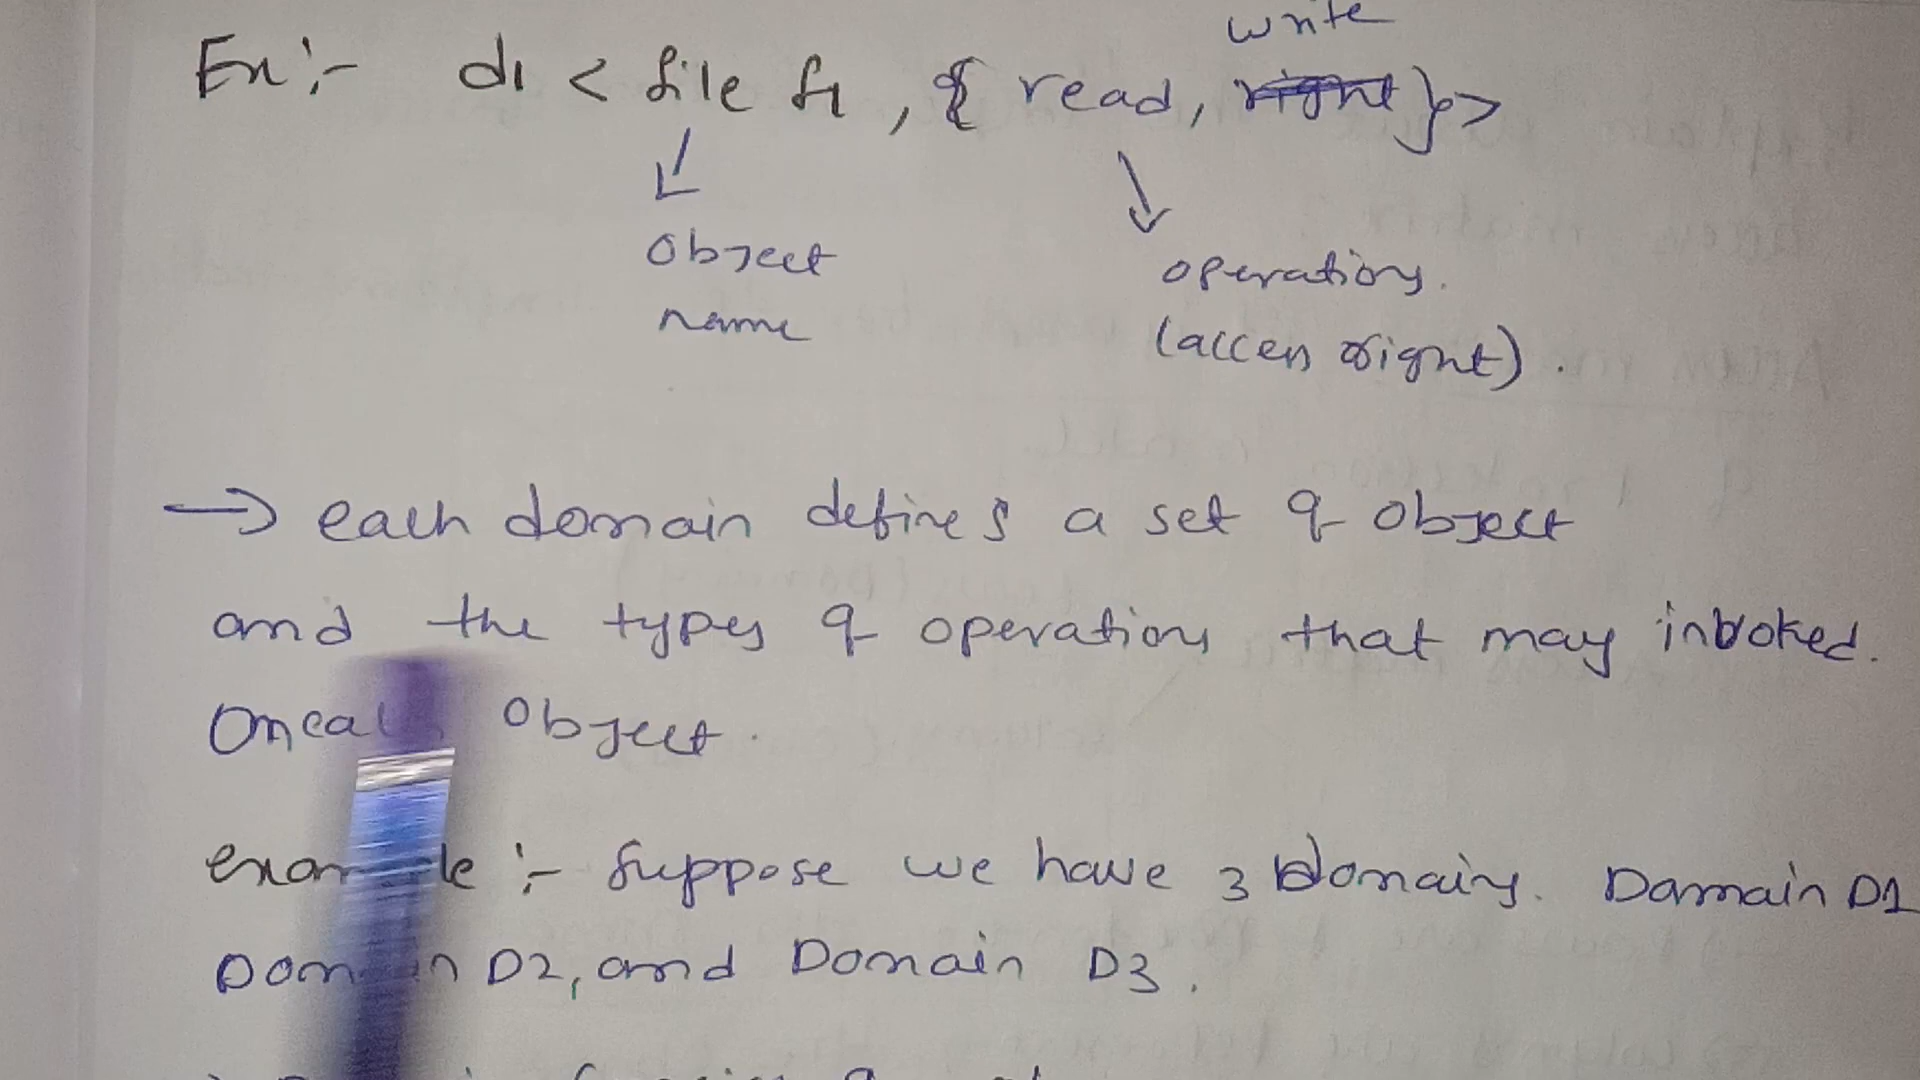 write
Ex:- d1 < file f1 , { read, right }>
object operations.
name (access right).
→ each domain defines a set of object
and the types of operations that may invoked.
object.
example :- Suppose we have 3 Domains. Domain D1
Domain D2, and Domain D3.